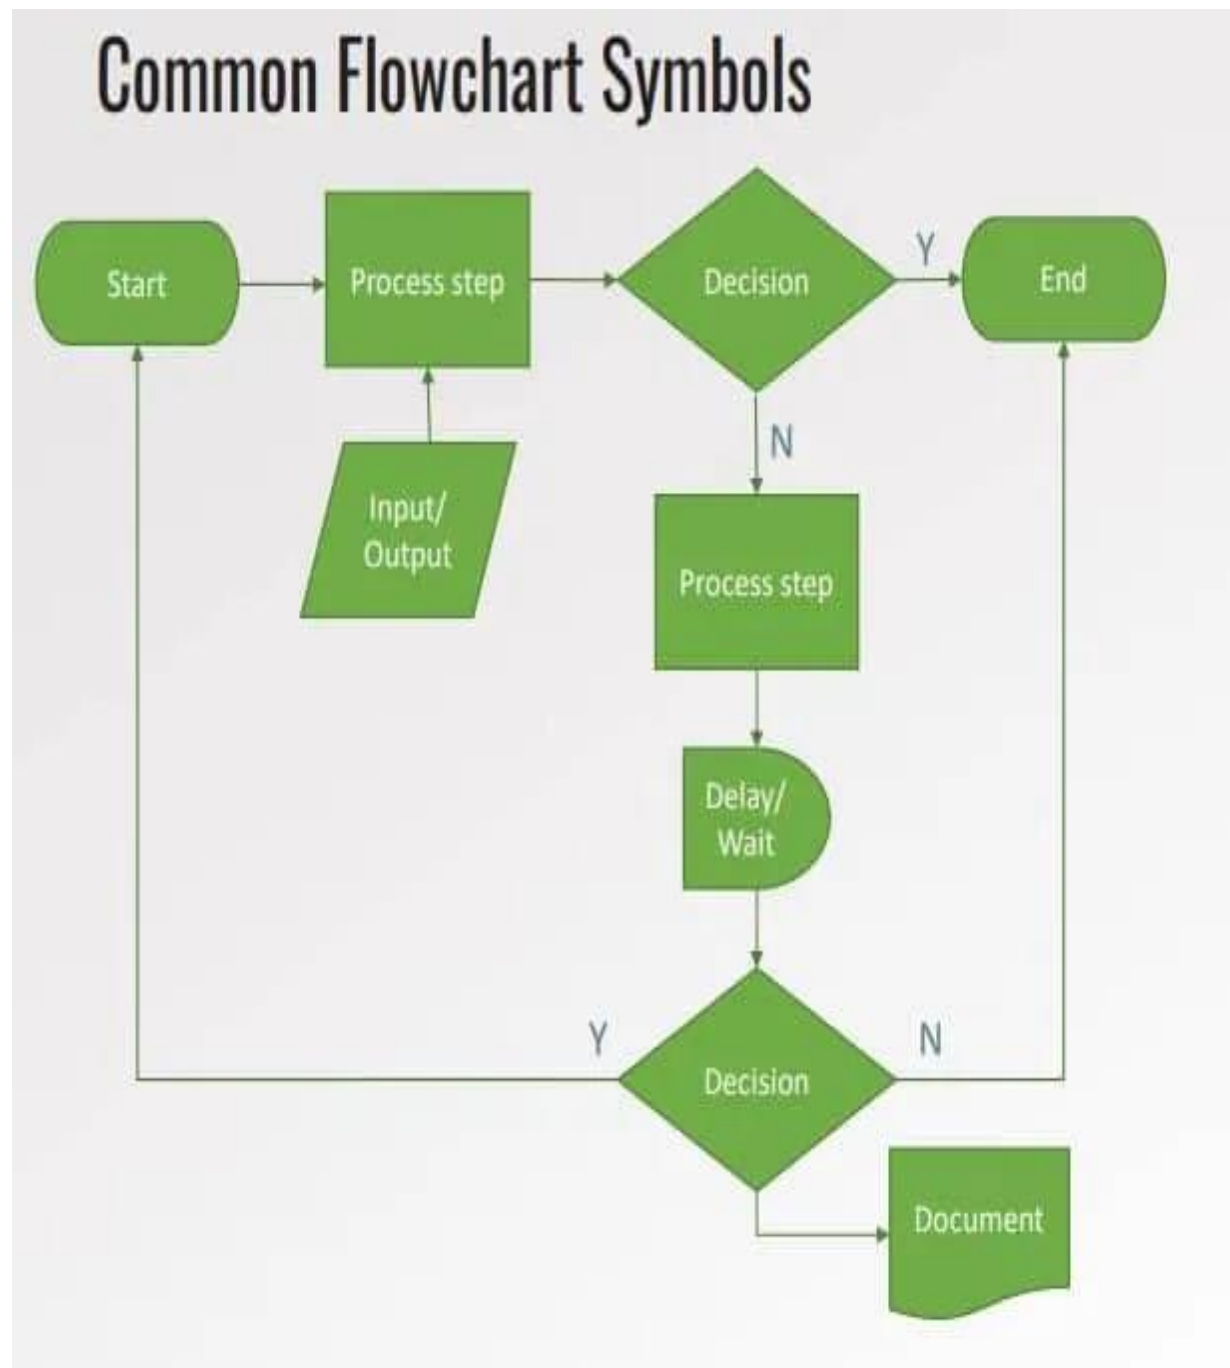 Common Flowchart Symbols
Start
Process step
Decision
Y
End
N
Input/
Output
Process step
Delay/
Wait
Y
N
Decision
Document